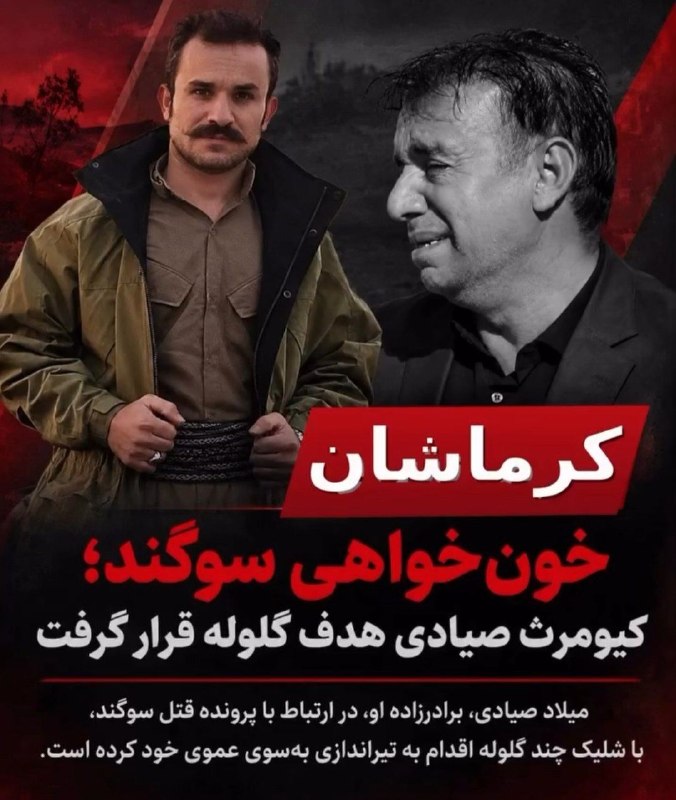 کرماشان
خون‌خواهی سوگند؛
کیومرث صیادی هدف گلوله قرار گرفت
میلاد صیادی، برادرزاده او، در ارتباط با پرونده قتل سوگند،
با شلیک چند گلوله اقدام به تیراندازی به‌سوی عموی خود کرده است.